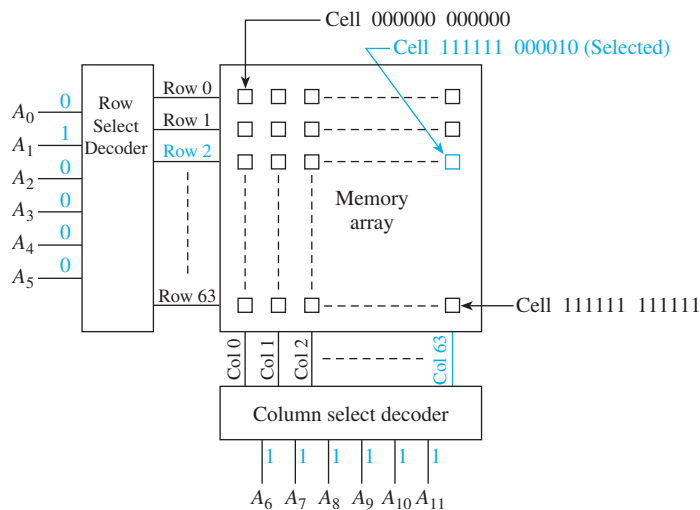 Cell 000000 000000
Cell 111111 000010 (Selected)
Row
Select
Decoder
A0 0
A1 1
A2 0
A3 0
A4 0
A5 0
Row 0
Row 1
Row 2
Row 63
Memory
array
Cell 111111 111111
Col 0
Col 1
Col 2
Col 63
Column select decoder
1 1 1 1 1 1
A6 A7 A8 A9 A10 A11